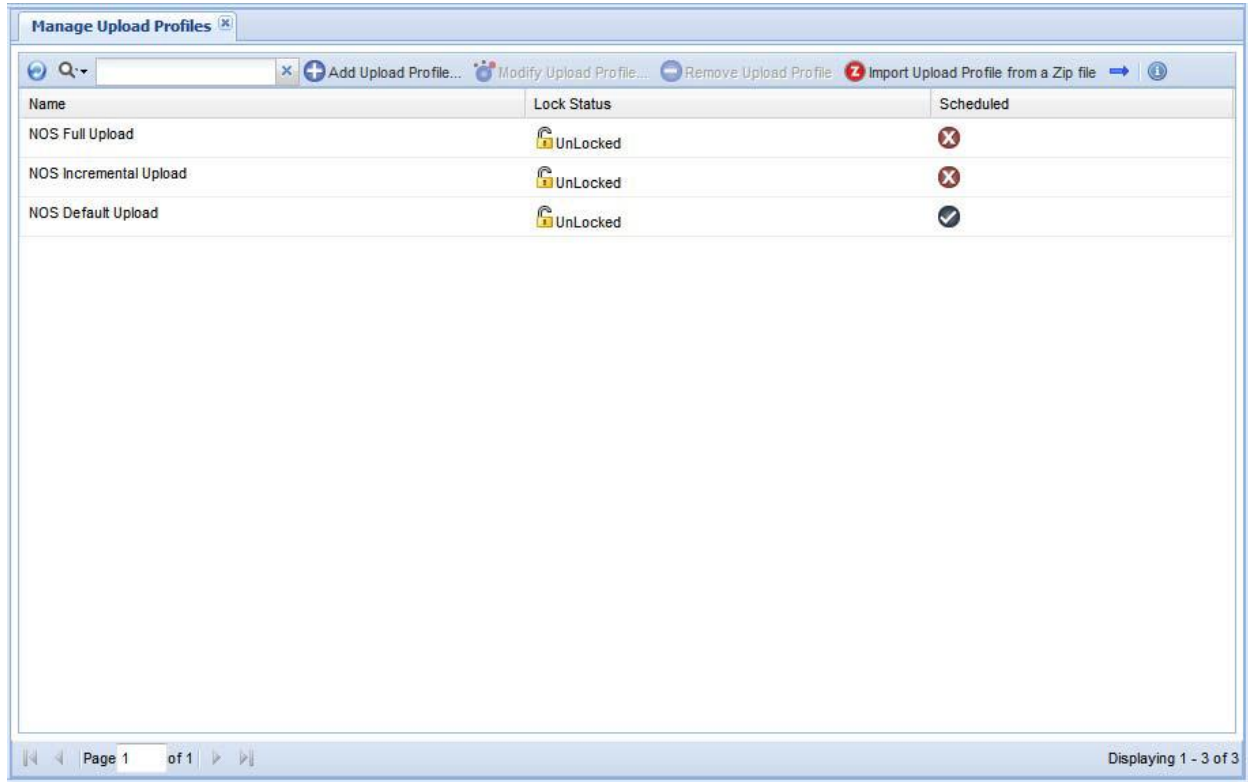 Manage Upload Profiles
Add Upload Profile... Modify Upload Profile... Remove Upload Profile Z Import Upload Profile from a Zip file
Name Lock Status Scheduled
NOS Full Upload UnLocked
NOS Incremental Upload UnLocked
NOS Default Upload UnLocked
Page 1 of 1 Displaying 1 - 3 of 3